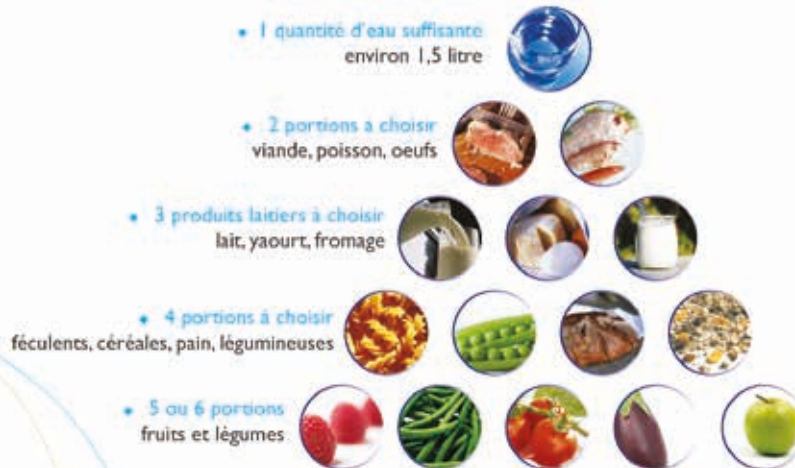 • 1 quantité d'eau suffisante
environ 1,5 litre
• 2 portions à choisir
viande, poisson, oeufs
• 3 produits laitiers à choisir
lait, yaourt, fromage
• 4 portions à choisir
féculents, céréales, pain, légumineuses
• 5 ou 6 portions
fruits et légumes